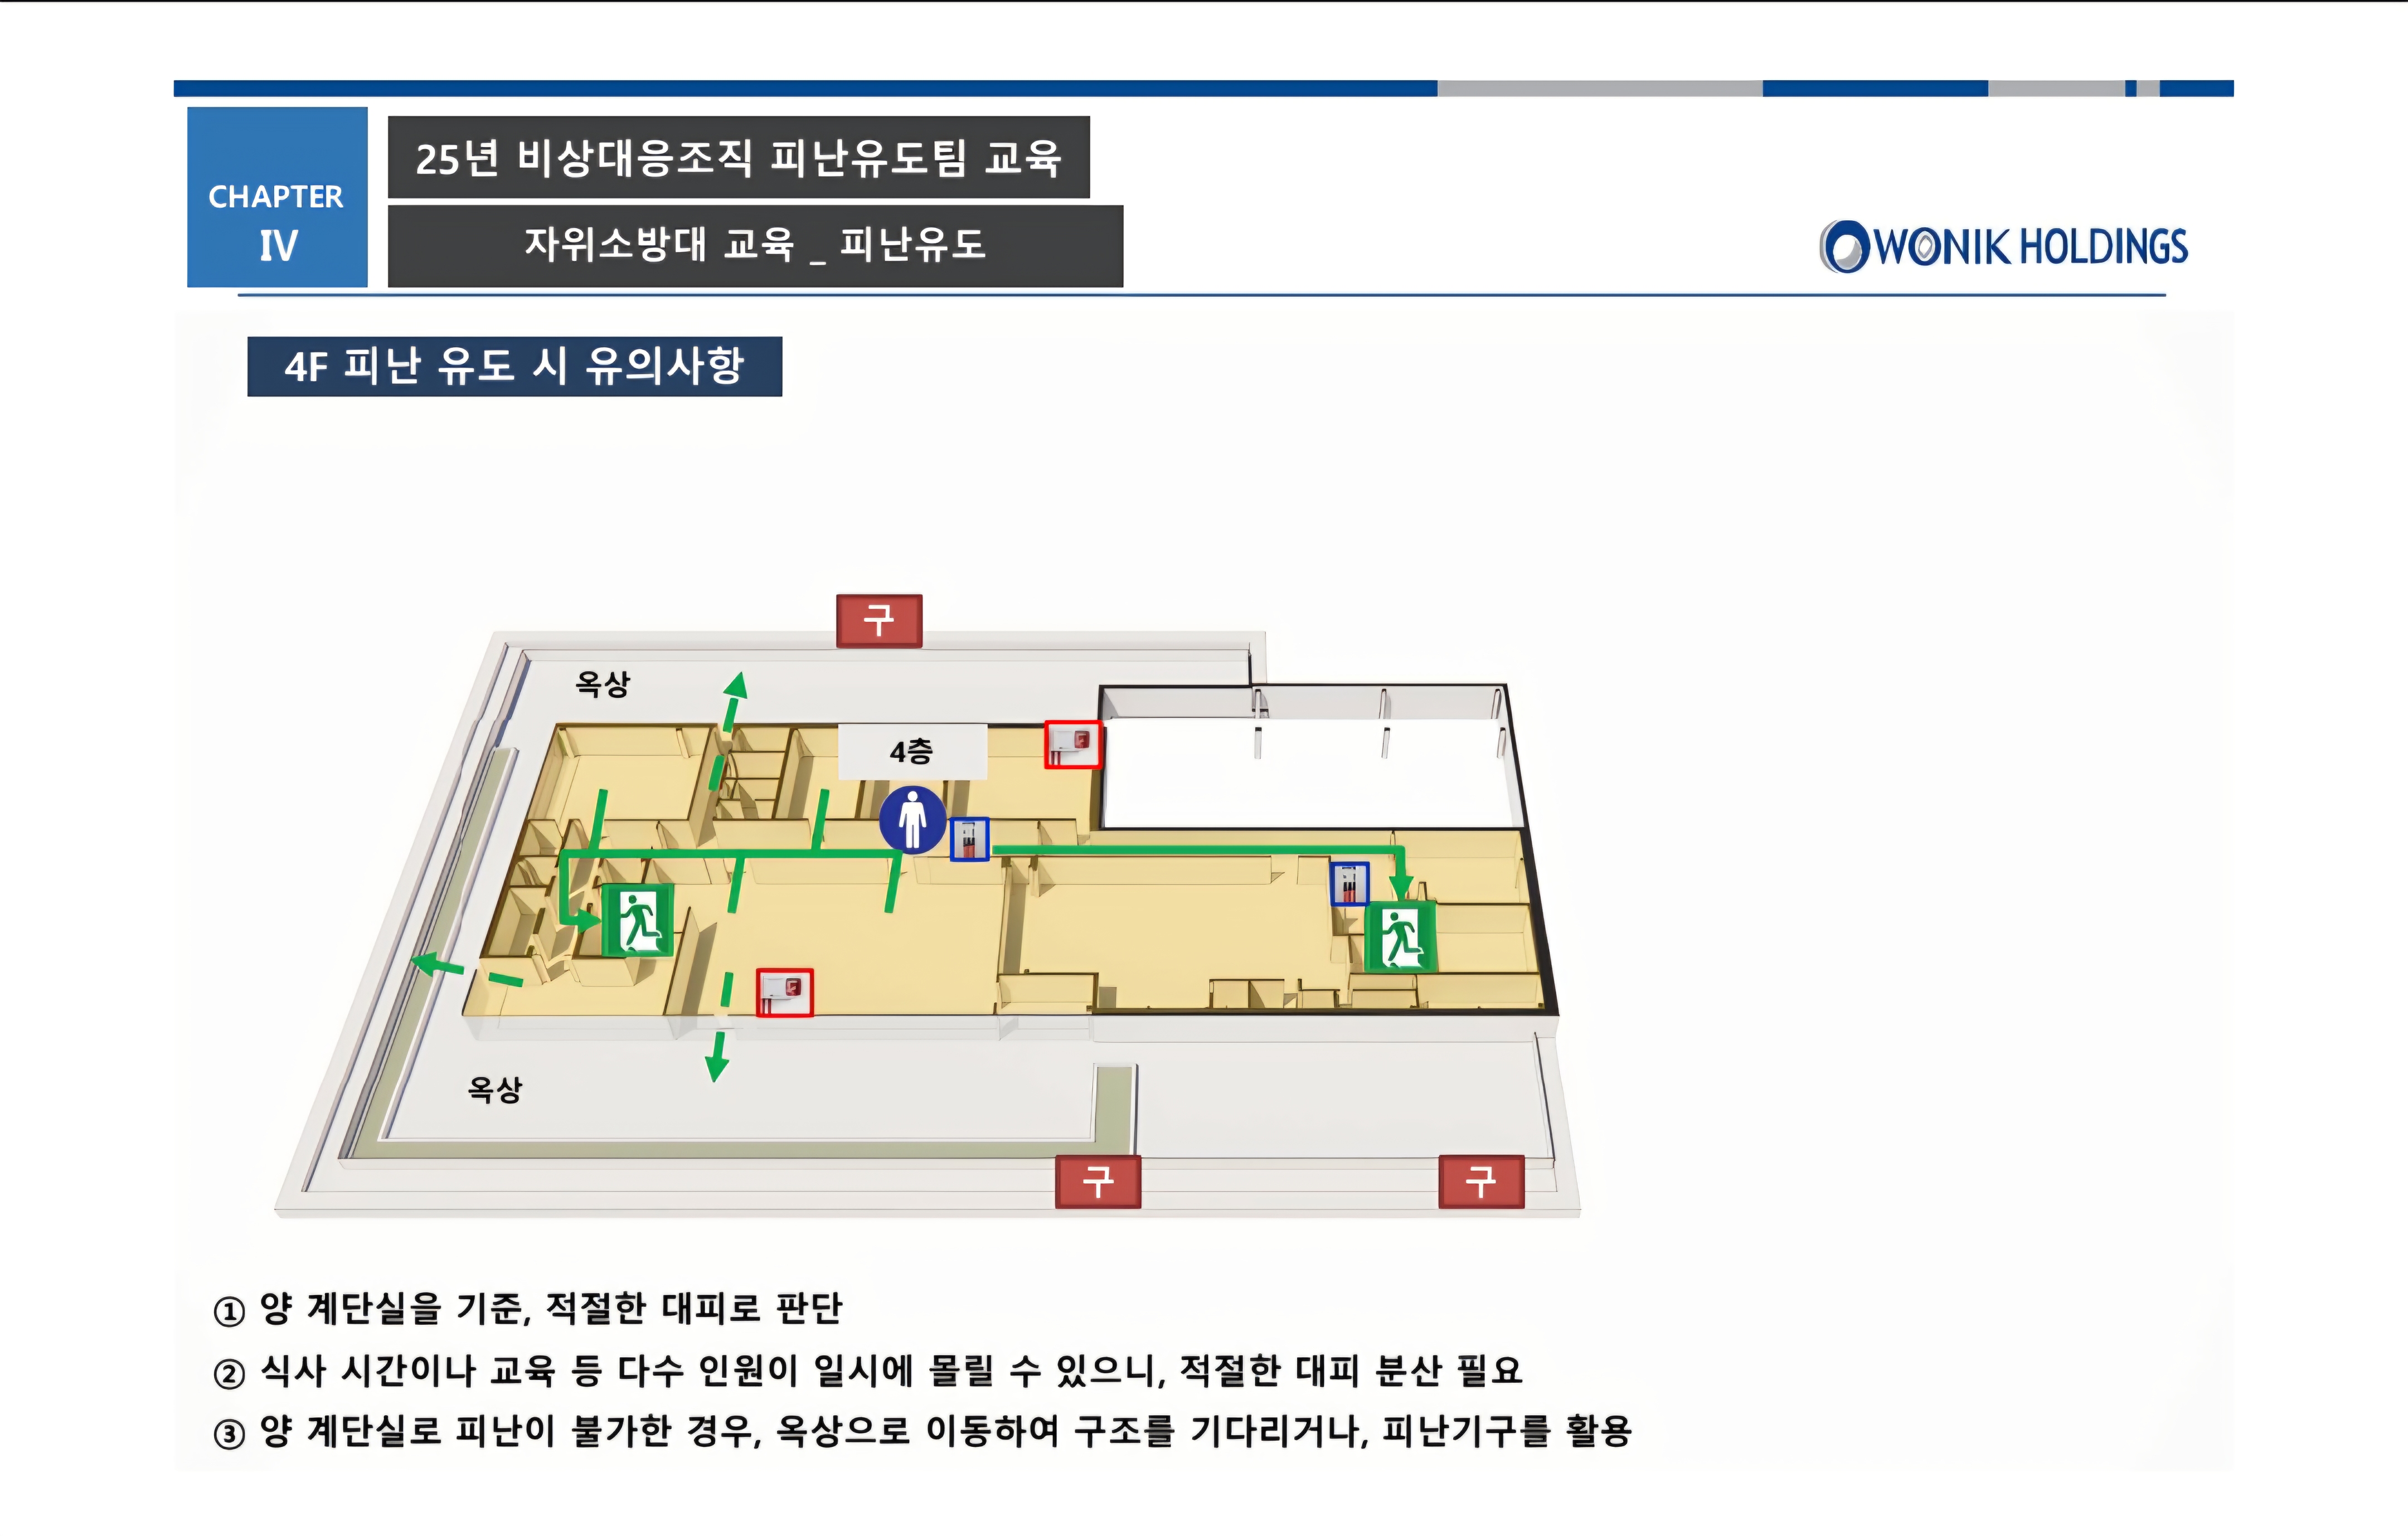 25년 비상대응조직 피난유도팀 교육
CHAPTER
IV
자위소방대 교육 _ 피난유도
WONIK HOLDINGS
4F 피난 유도 시 유의사항
구
옥상
4층
옥상
구
구
① 양 계단실을 기준, 적절한 대피로 판단
② 식사 시간이나 교육 등 다수 인원이 일시에 몰릴 수 있으니, 적절한 대피 분산 필요
③ 양 계단실로 피난이 불가한 경우, 옥상으로 이동하여 구조를 기다리거나, 피난기구를 활용